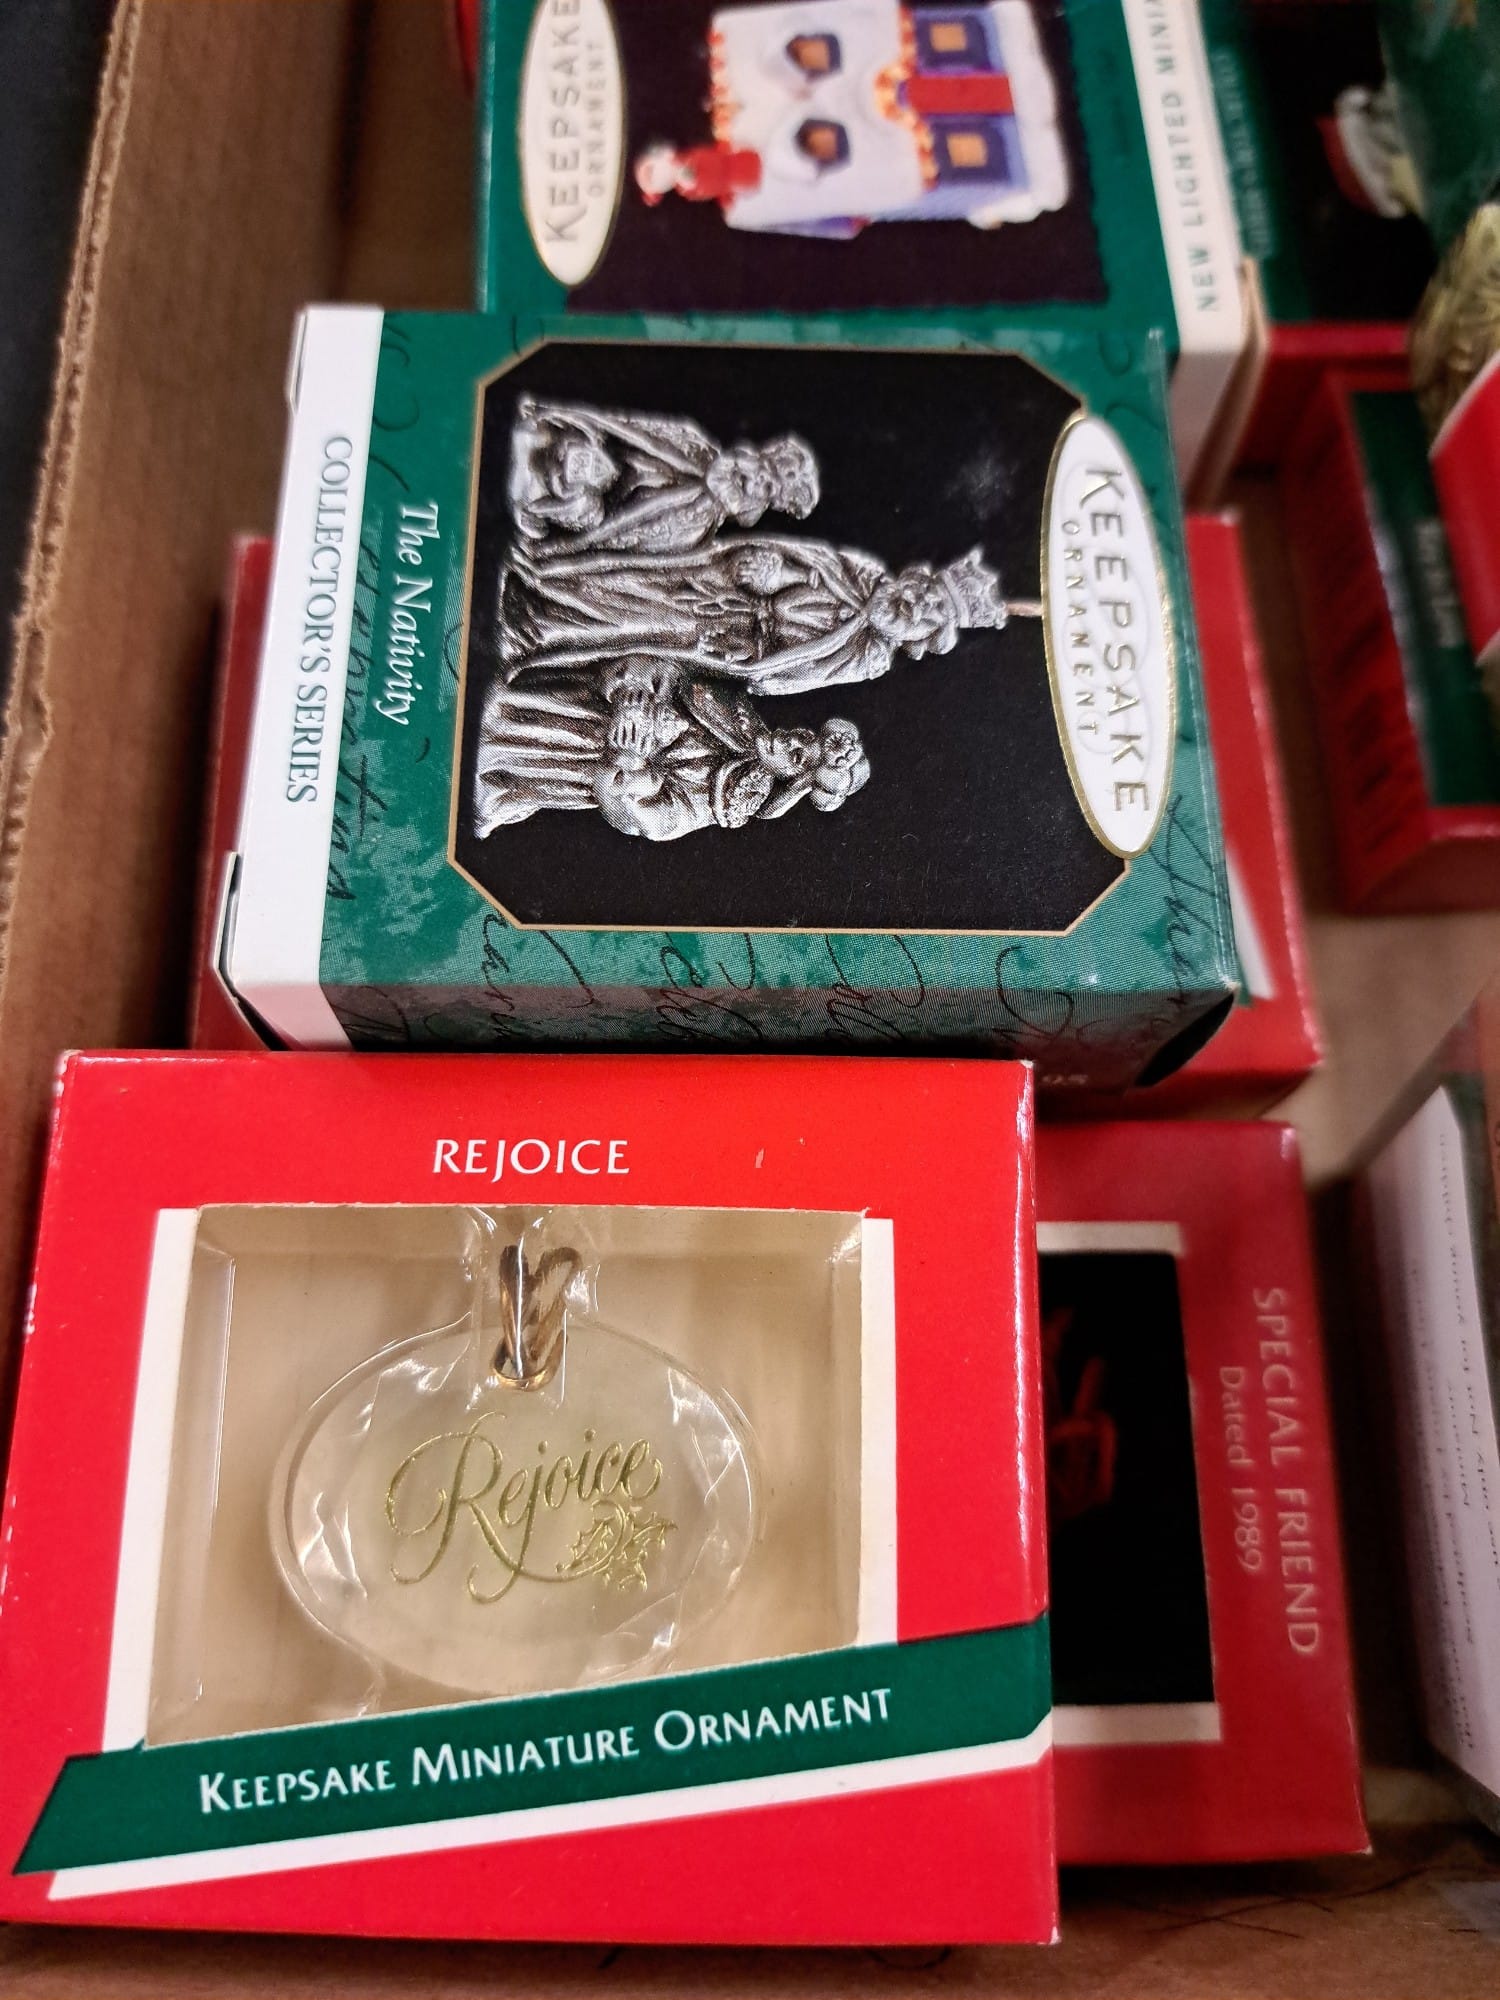 KEEPSAKE
ORNAMENT
NEW LIGHTED
KEEPSAKE
ORNAMENT
The Nativity
COLLECTOR'S SERIES
REJOICE
Rejoice
KEEPSAKE MINIATURE ORNAMENT
SPECIAL FRIEND
Dated 1989